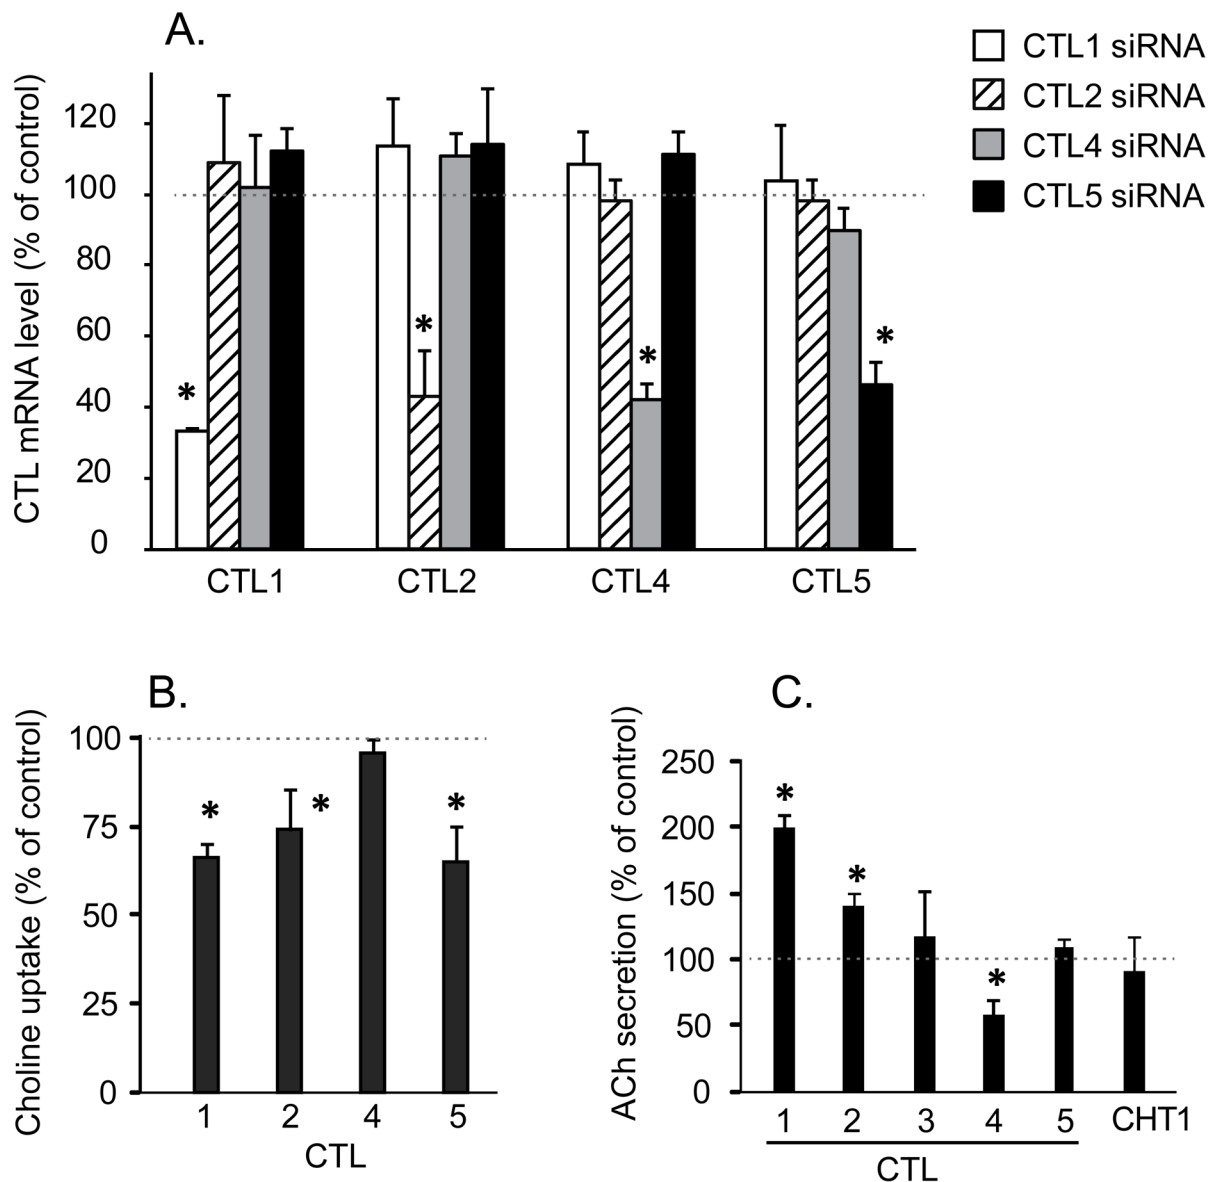 A.
CTL1 siRNA
CTL2 siRNA
CTL4 siRNA
CTL5 siRNA
CTL mRNA level (% of control)
120
100
80
60
40
20
0
*
*
*
*
CTL1 CTL2 CTL4 CTL5
B.
Choline uptake (% of control)
100
75
50
25
0
*
*
*
1 2 4 5
CTL
C.
ACh secretion (% of control)
250
200
150
100
50
0
*
*
*
1 2 3 4 5 CHT1
CTL